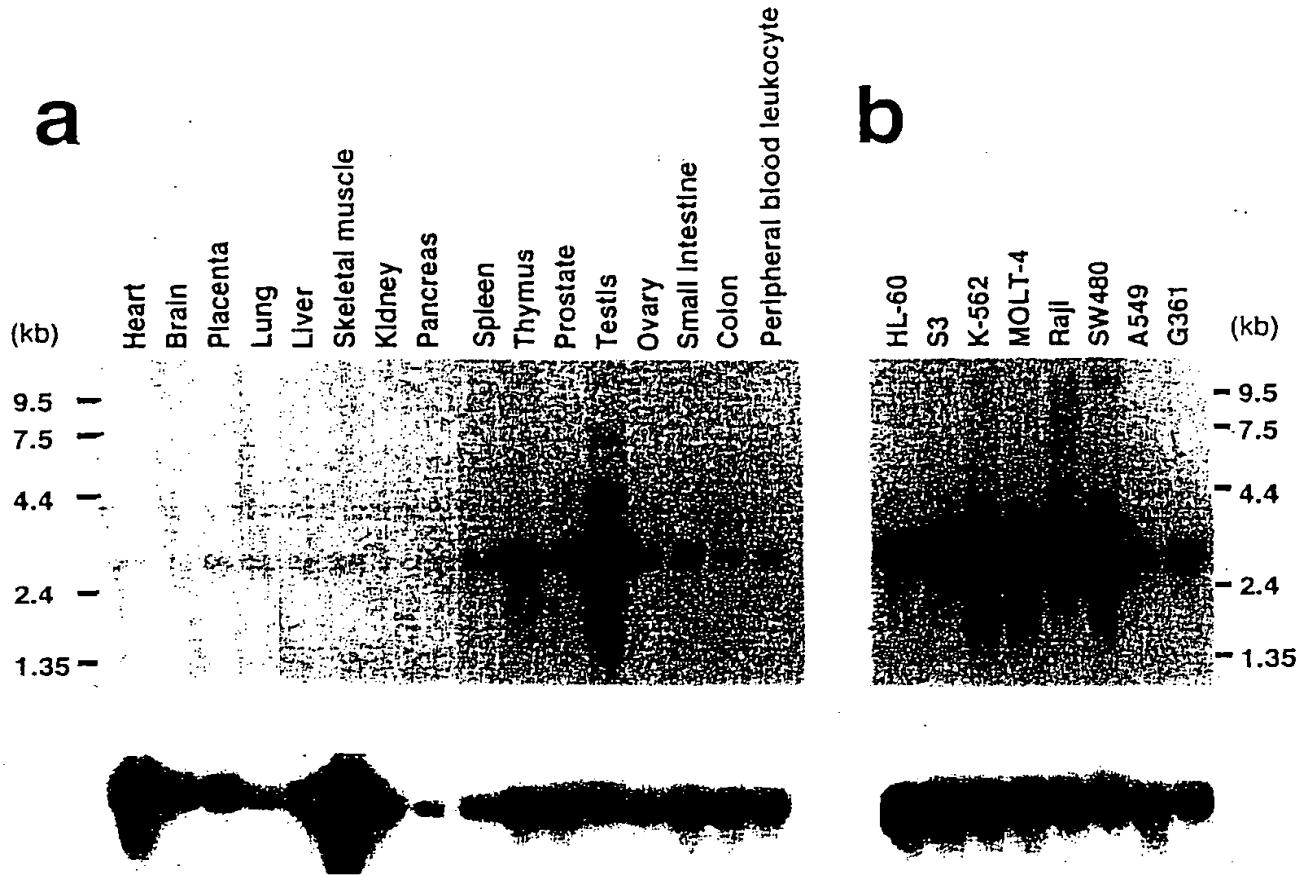 a
b
Heart
Brain
Placenta
Lung
Liver
Skeletal muscle
Kidney
Pancreas
Spleen
Thymus
Prostate
Testis
Ovary
Small Intestine
Colon
Peripheral blood leukocyte
HL-60
S3
K-562
MOLT-4
Raji
SW480
A549
G361
(kb)
(kb)
9.5
7.5
4.4
2.4
1.35
9.5
7.5
4.4
2.4
1.35